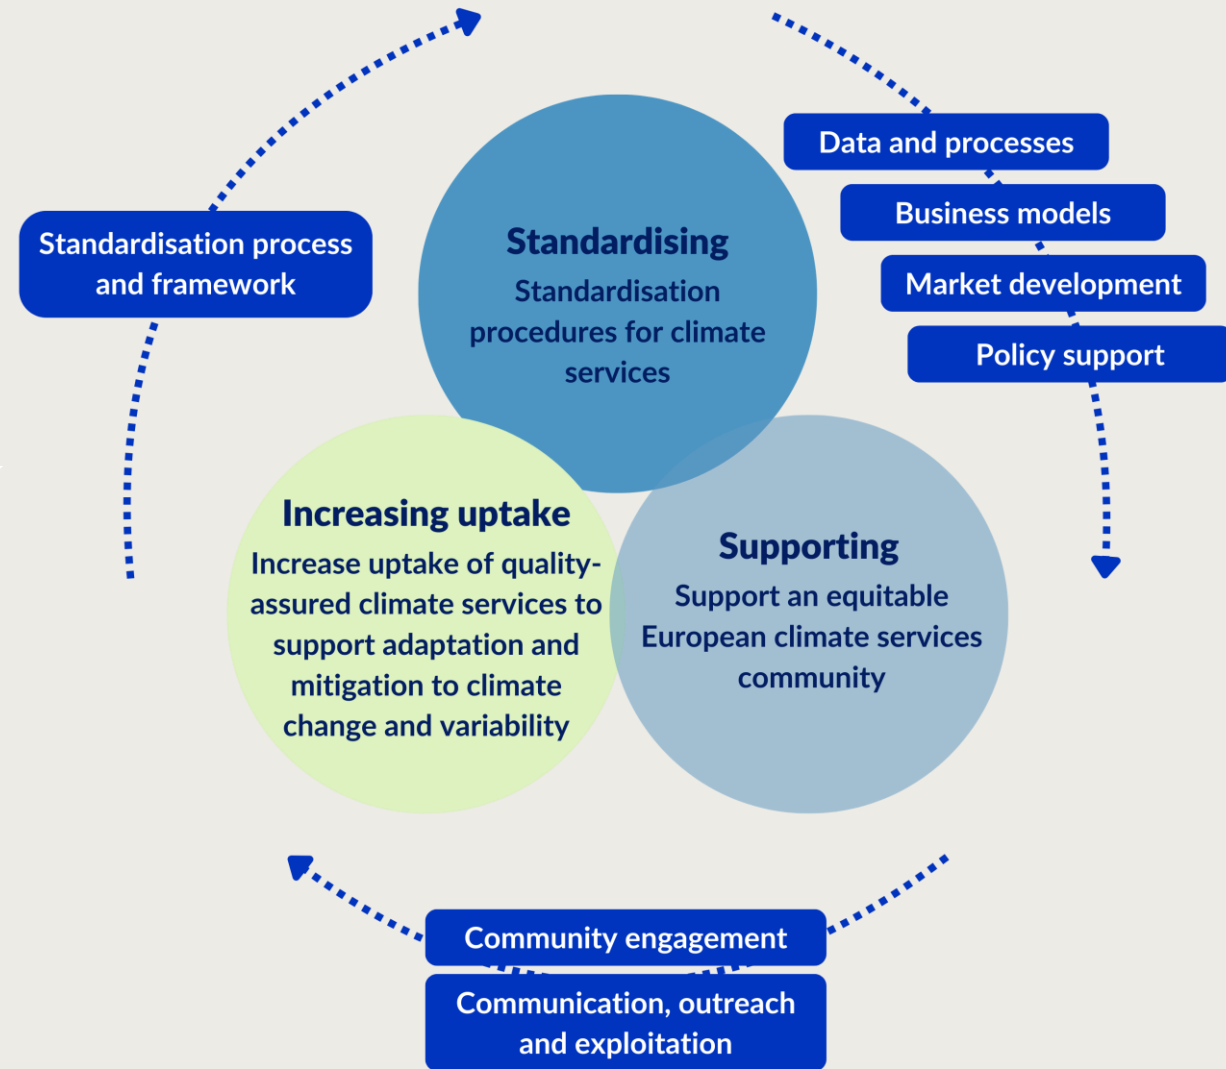 Data and processes
Business models
Market development
Policy support
Standardisation process
and framework
Standardising
Standardisation
procedures for climate
services
Increasing uptake
Increase uptake of quality-
assured climate services to
support adaptation and
mitigation to climate
change and variability
Supporting
Support an equitable
European climate services
community
Community engagement
Communication, outreach
and exploitation